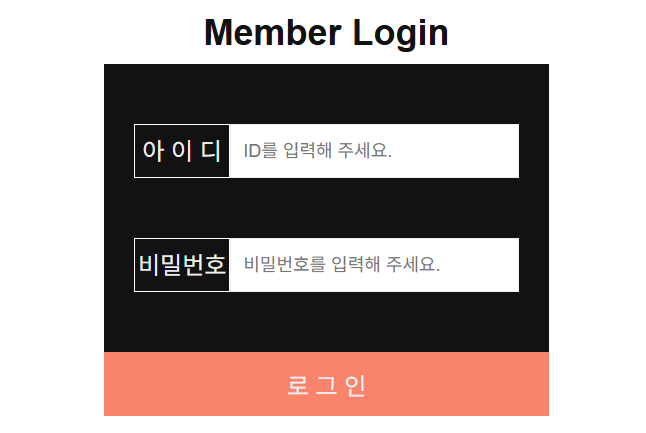 Member Login
아 이 디 ID를 입력해 주세요.
비밀번호 비밀번호를 입력해 주세요.
로 그 인